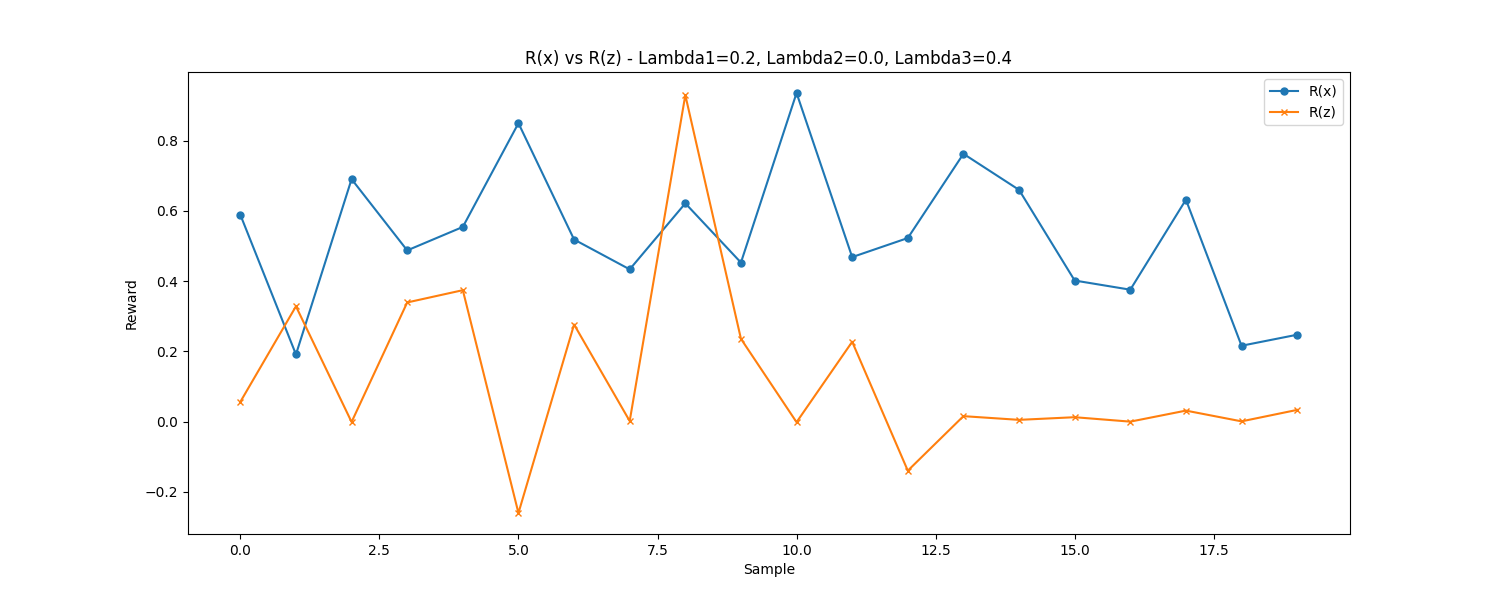 R(x) vs R(z) - Lambda1=0.2, Lambda2=0.0, Lambda3=0.4
R(x)
R(z)
Reward
0.8
0.6
0.4
0.2
0.0
−0.2
0.0 2.5 5.0 7.5 10.0 12.5 15.0 17.5
Sample